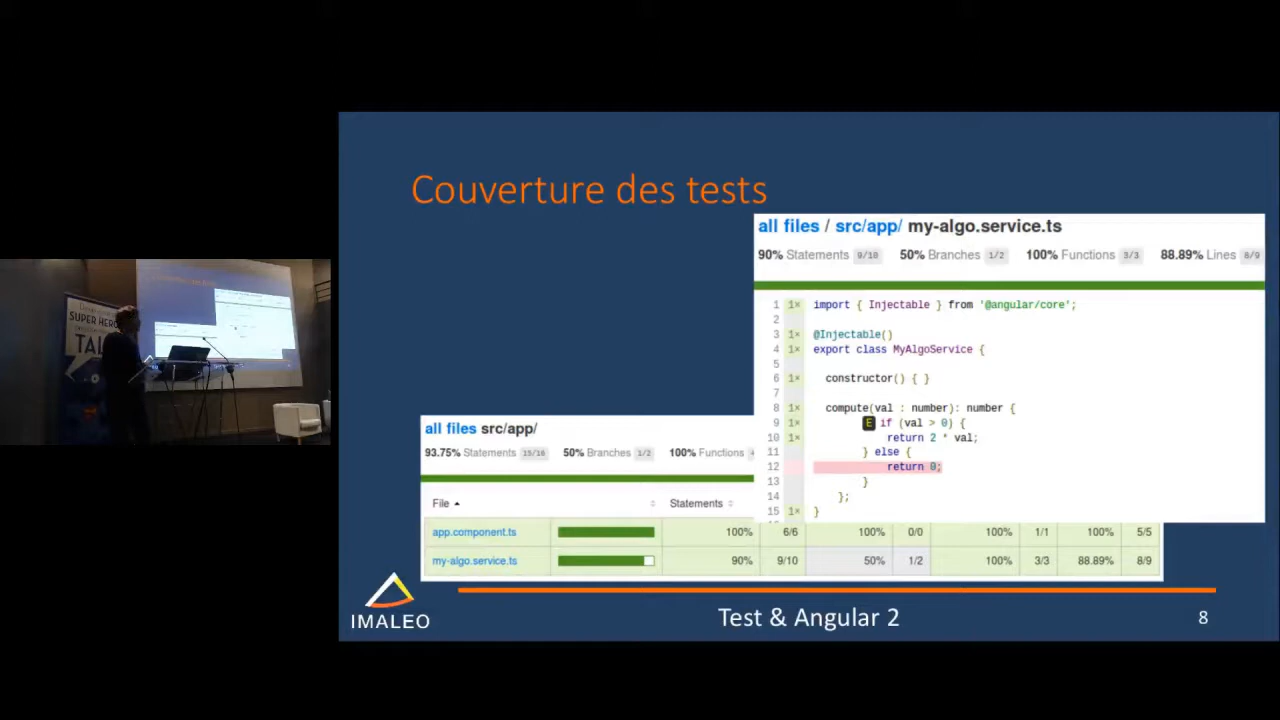 Couverture des tests
all files / src/app/ my-algo.service.ts
90% Statements 9/10 50% Branches 1/2 100% Functions 3/3 88.89% Lines 8/9
1 1× import { Injectable } from '@angular/core';
2
3 1× @Injectable()
4 1× export class MyAlgoService {
5
6 1× constructor() { }
7
8 1× compute(val : number): number {
9 1× E if (val > 0) {
10 1× return 2 * val;
11 } else {
12 return 0;
13 }
14 };
15 1× }
all files src/app/
93.75% Statements 15/16 50% Branches 1/2 100% Functions
File Statements
app.component.ts 100% 6/6 100% 0/0 100% 1/1 100% 5/5
my-algo.service.ts 90% 9/10 50% 1/2 100% 3/3 88.89% 8/9
IMALEO
Test & Angular 2
8
SUPER HERO
TAL